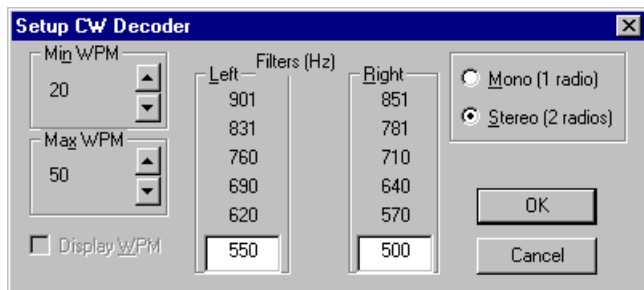 Setup CW Decoder
Min WPM
20
Max WPM
50
Display WPM
Filters (Hz)
Left
901
831
760
690
620
550
Right
851
781
710
640
570
500
Mono (1 radio)
Stereo (2 radios)
OK
Cancel